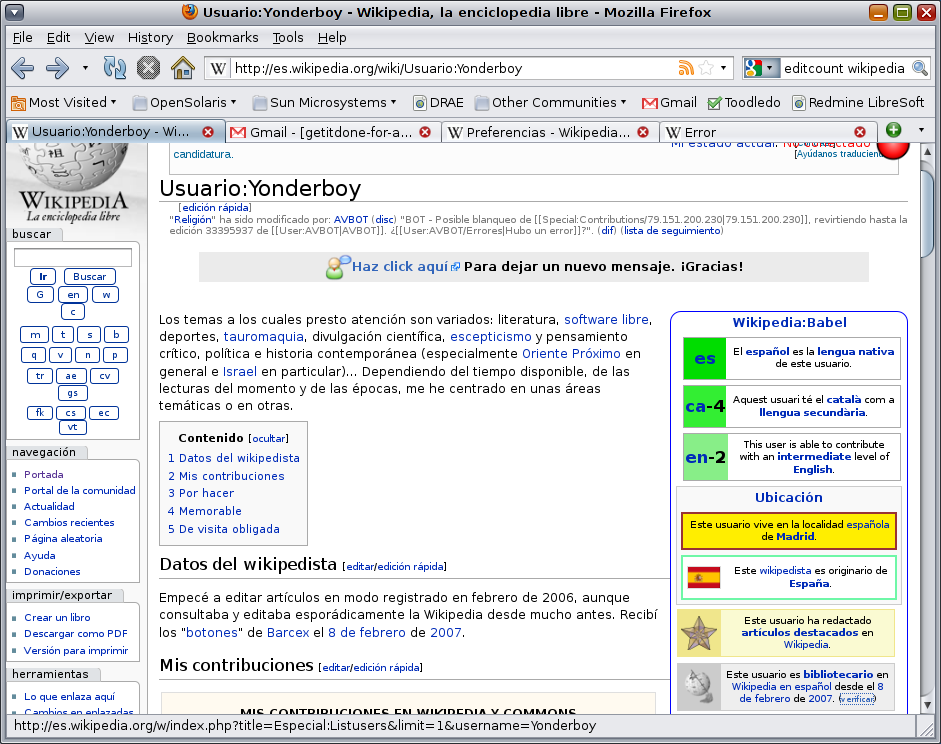 Usuario:Yonderboy - Wikipedia, la enciclopedia libre - Mozilla Firefox
File Edit View History Bookmarks Tools Help
W http://es.wikipedia.org/wiki/Usuario:Yonderboy
editcount wikipedia
Most Visited OpenSolaris Sun Microsystems DRAE Other Communities Gmail Toodledo Redmine LibreSoft
W Usuario:Yonderboy - Wi... Gmail - [getitdone-for-a... W Preferencias - Wikipedia... W Error
WIKIPEDIA
La enciclopedia libre
buscar
Ir Buscar
G en w
c
m t s b
q v n p
tr ae cv
gs
fk cs ec
vt
navegación
Portada
Portal de la comunidad
Actualidad
Cambios recientes
Página aleatoria
Ayuda
Donaciones
imprimir/exportar
Crear un libro
Descargar como PDF
Versión para imprimir
herramientas
Lo que enlaza aquí
Cambios en enlazadas
candidatura.
Mi estado actual: No conectado
[Ayúdanos traducien
Usuario:Yonderboy
[edición rápida]
"Religión" ha sido modificado por: AVBOT (disc) "BOT - Posible blanqueo de [[Special:Contributions/79.151.200.230|79.151.200.230]], revirtiendo hasta la
edición 33395937 de [[User:AVBOT|AVBOT]]. ¿[[User:AVBOT/Errores|Hubo un error]]?". (dif) (lista de seguimiento)
Haz click aquí Para dejar un nuevo mensaje. ¡Gracias!
Los temas a los cuales presto atención son variados: literatura, software libre,
deportes, tauromaquia, divulgación científica, escepticismo y pensamiento
crítico, política e historia contemporánea (especialmente Oriente Próximo en
general e Israel en particular)... Dependiendo del tiempo disponible, de las
lecturas del momento y de las épocas, me he centrado en unas áreas
temáticas o en otras.
Contenido [ocultar]
1 Datos del wikipedista
2 Mis contribuciones
3 Por hacer
4 Memorable
5 De visita obligada
Datos del wikipedista [editar/edición rápida]
Empecé a editar artículos en modo registrado en febrero de 2006, aunque
consultaba y editaba esporádicamente la Wikipedia desde mucho antes. Recibí
los "botones" de Barcex el 8 de febrero de 2007.
Mis contribuciones [editar/edición rápida]
MIS CONTRIBUCIONES EN WIKIPEDIA Y COMMONS
Wikipedia:Babel
es
El español es la lengua nativa
de este usuario.
ca-4
Aquest usuari té el català com a
llengua secundària.
en-2
This user is able to contribute
with an intermediate level of
English.
Ubicación
Este usuario vive en la localidad española
de Madrid.
Este wikipedista es originario de
España.
Este usuario ha redactado
artículos destacados en
Wikipedia.
Este usuario es bibliotecario en
Wikipedia en español desde el 8
de febrero de 2007. (verificar)
http://es.wikipedia.org/w/index.php?title=Especial:Listusers&limit=1&username=Yonderboy